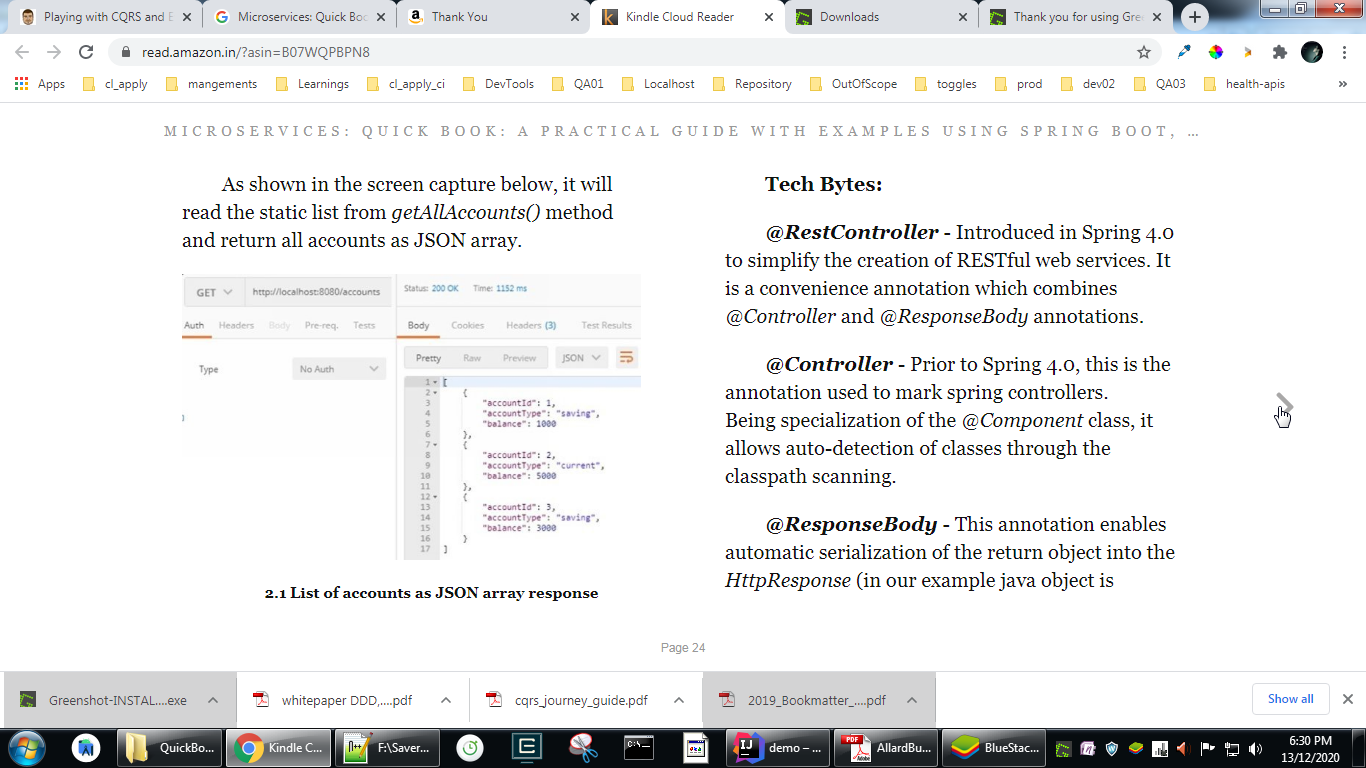 Playing with CQRS and E
Microservices: Quick Boo
Thank You
Kindle Cloud Reader
Downloads
Thank you for using Gre
read.amazon.in/?asin=B07WQPBPN8
Apps cl_apply mangements Learnings cl_apply_ci DevTools QA01 Localhost Repository OutOfScope toggles prod dev02 QA03 health-apis »
MICROSERVICES: QUICK BOOK: A PRACTICAL GUIDE WITH EXAMPLES USING SPRING BOOT, …
As shown in the screen capture below, it will
read the static list from getAllAccounts() method
and return all accounts as JSON array.
GET http://localhost:8080/accounts
Auth Headers Body Pre-req. Tests
Type No Auth
Status: 200 OK Time: 1152 ms
Body Cookies Headers (3) Test Results
Pretty Raw Preview JSON
1 [
2 {
3 "accountId": 1,
4 "accountType": "saving",
5 "balance": 1000
6 },
7 {
8 "accountId": 2,
9 "accountType": "current",
10 "balance": 5000
11 },
12 {
13 "accountId": 3,
14 "accountType": "saving",
15 "balance": 3000
16 }
17 ]
2.1 List of accounts as JSON array response
Tech Bytes:
@RestController - Introduced in Spring 4.0
to simplify the creation of RESTful web services. It
is a convenience annotation which combines
@Controller and @ResponseBody annotations.
@Controller - Prior to Spring 4.0, this is the
annotation used to mark spring controllers.
Being specialization of the @Component class, it
allows auto-detection of classes through the
classpath scanning.
@ResponseBody - This annotation enables
automatic serialization of the return object into the
HttpResponse (in our example java object is
Page 24
Greenshot-INSTAL....exe
whitepaper DDD,....pdf
cqrs_journey_guide.pdf
2019_Bookmatter_....pdf
Show all
QuickBo...
Kindle C...
F:\Saver...
demo – ...
AllardBu...
BlueStac...
6:30 PM
13/12/2020